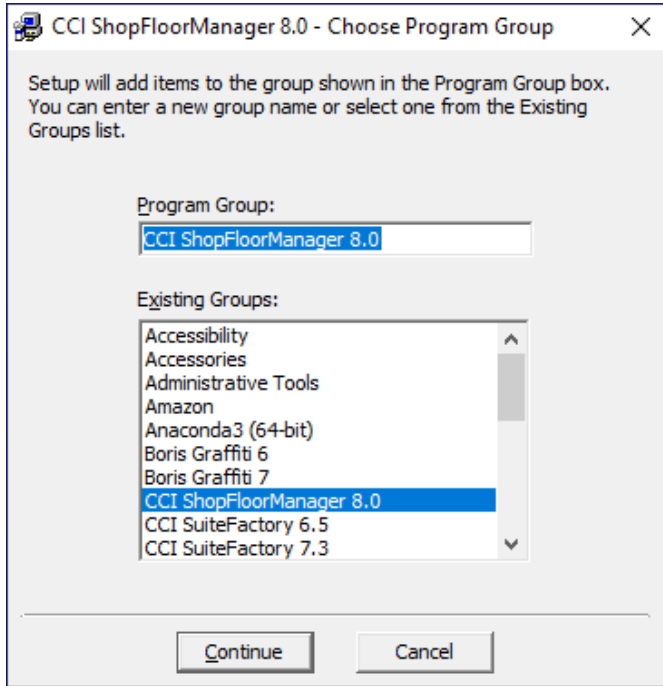 CCI ShopFloorManager 8.0 - Choose Program Group
Setup will add items to the group shown in the Program Group box.
You can enter a new group name or select one from the Existing
Groups list.
Program Group:
CCI ShopFloorManager 8.0
Existing Groups:
Accessibility
Accessories
Administrative Tools
Amazon
Anaconda3 (64-bit)
Boris Graffiti 6
Boris Graffiti 7
CCI ShopFloorManager 8.0
CCI SuiteFactory 6.5
CCI SuiteFactory 7.3
Continue
Cancel